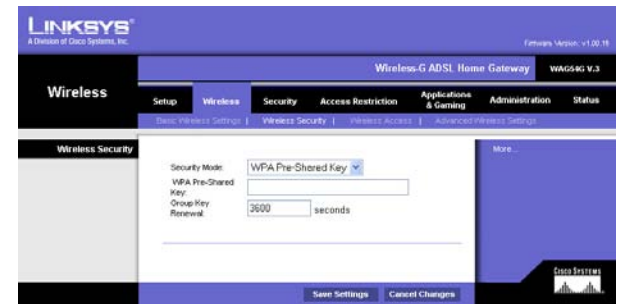 LINKSYS®
A Division of Cisco Systems, Inc.
Firmware Version: v1.00.19
Wireless-G ADSL Home Gateway WAG54G V.3
Wireless
Setup Wireless Security Access Restriction Applications & Gaming Administration Status
Basic Wireless Settings | Wireless Security | Wireless Access | Advanced Wireless Settings
Wireless Security
Security Mode: WPA Pre-Shared Key
WPA Pre-Shared Key:
Group Key Renewal: 3600 seconds
More...
CISCO SYSTEMS
Save Settings Cancel Changes